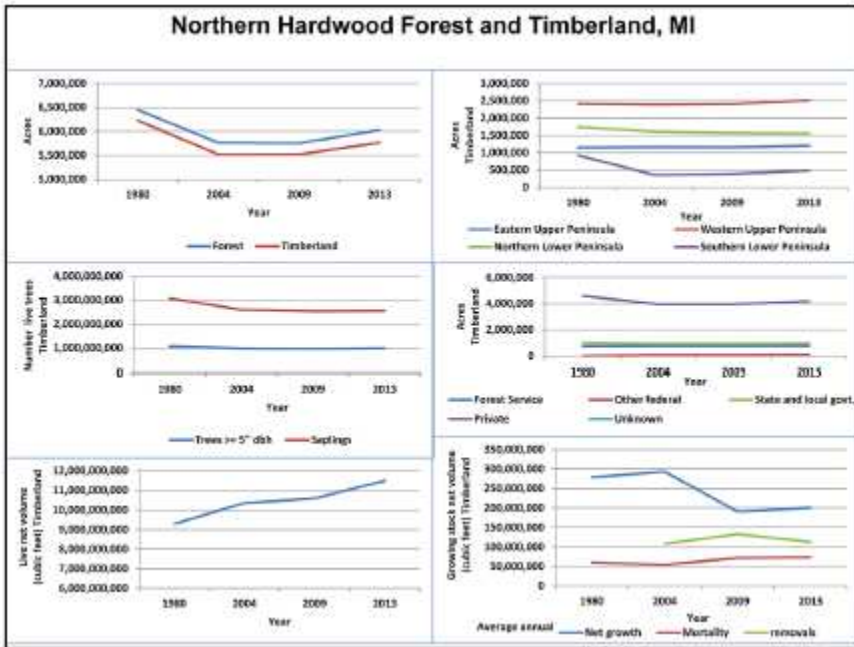 Northern Hardwood Forest and Timberland, MI
7,000,000
6,500,000
6,000,000
5,500,000
5,000,000
Acres
1980 2004 2009 2013
Year
Forest Timberland
3,000,000
2,500,000
2,000,000
1,500,000
1,000,000
500,000
0
Acres
Timberland
1980 2004 2009 2013
Year
Eastern Upper Peninsula Western Upper Peninsula
Northern Lower Peninsula Southern Lower Peninsula
4,000,000,000
3,000,000,000
2,000,000,000
1,000,000,000
0
Number live trees
Timberland
1980 2004 2009 2013
Year
Trees >= 5" dbh Saplings
6,000,000
4,000,000
2,000,000
0
Acres
Timberland
1980 2004 2009 2013
Year
Forest Service Other federal State and local govt.
Private Unknown
12,000,000,000
11,000,000,000
10,000,000,000
9,000,000,000
8,000,000,000
7,000,000,000
6,000,000,000
Live net volume
(cubic feet) Timberland
1980 2004 2009 2013
Year
350,000,000
300,000,000
250,000,000
200,000,000
150,000,000
100,000,000
50,000,000
0
Growing stock net volume
(cubic feet) Timberland
1980 2004 2009 2013
Year
Average annual Net growth Mortality removals